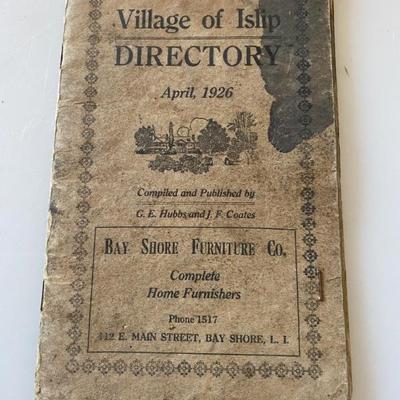 Village of Islip
DIRECTORY
April, 1926
Compiled and Published by
G. E. Hubbs and J. F. Coates
BAY SHORE FURNITURE CO.
Complete
Home Furnishers
Phone 1517
112 E. MAIN STREET, BAY SHORE, L. I.